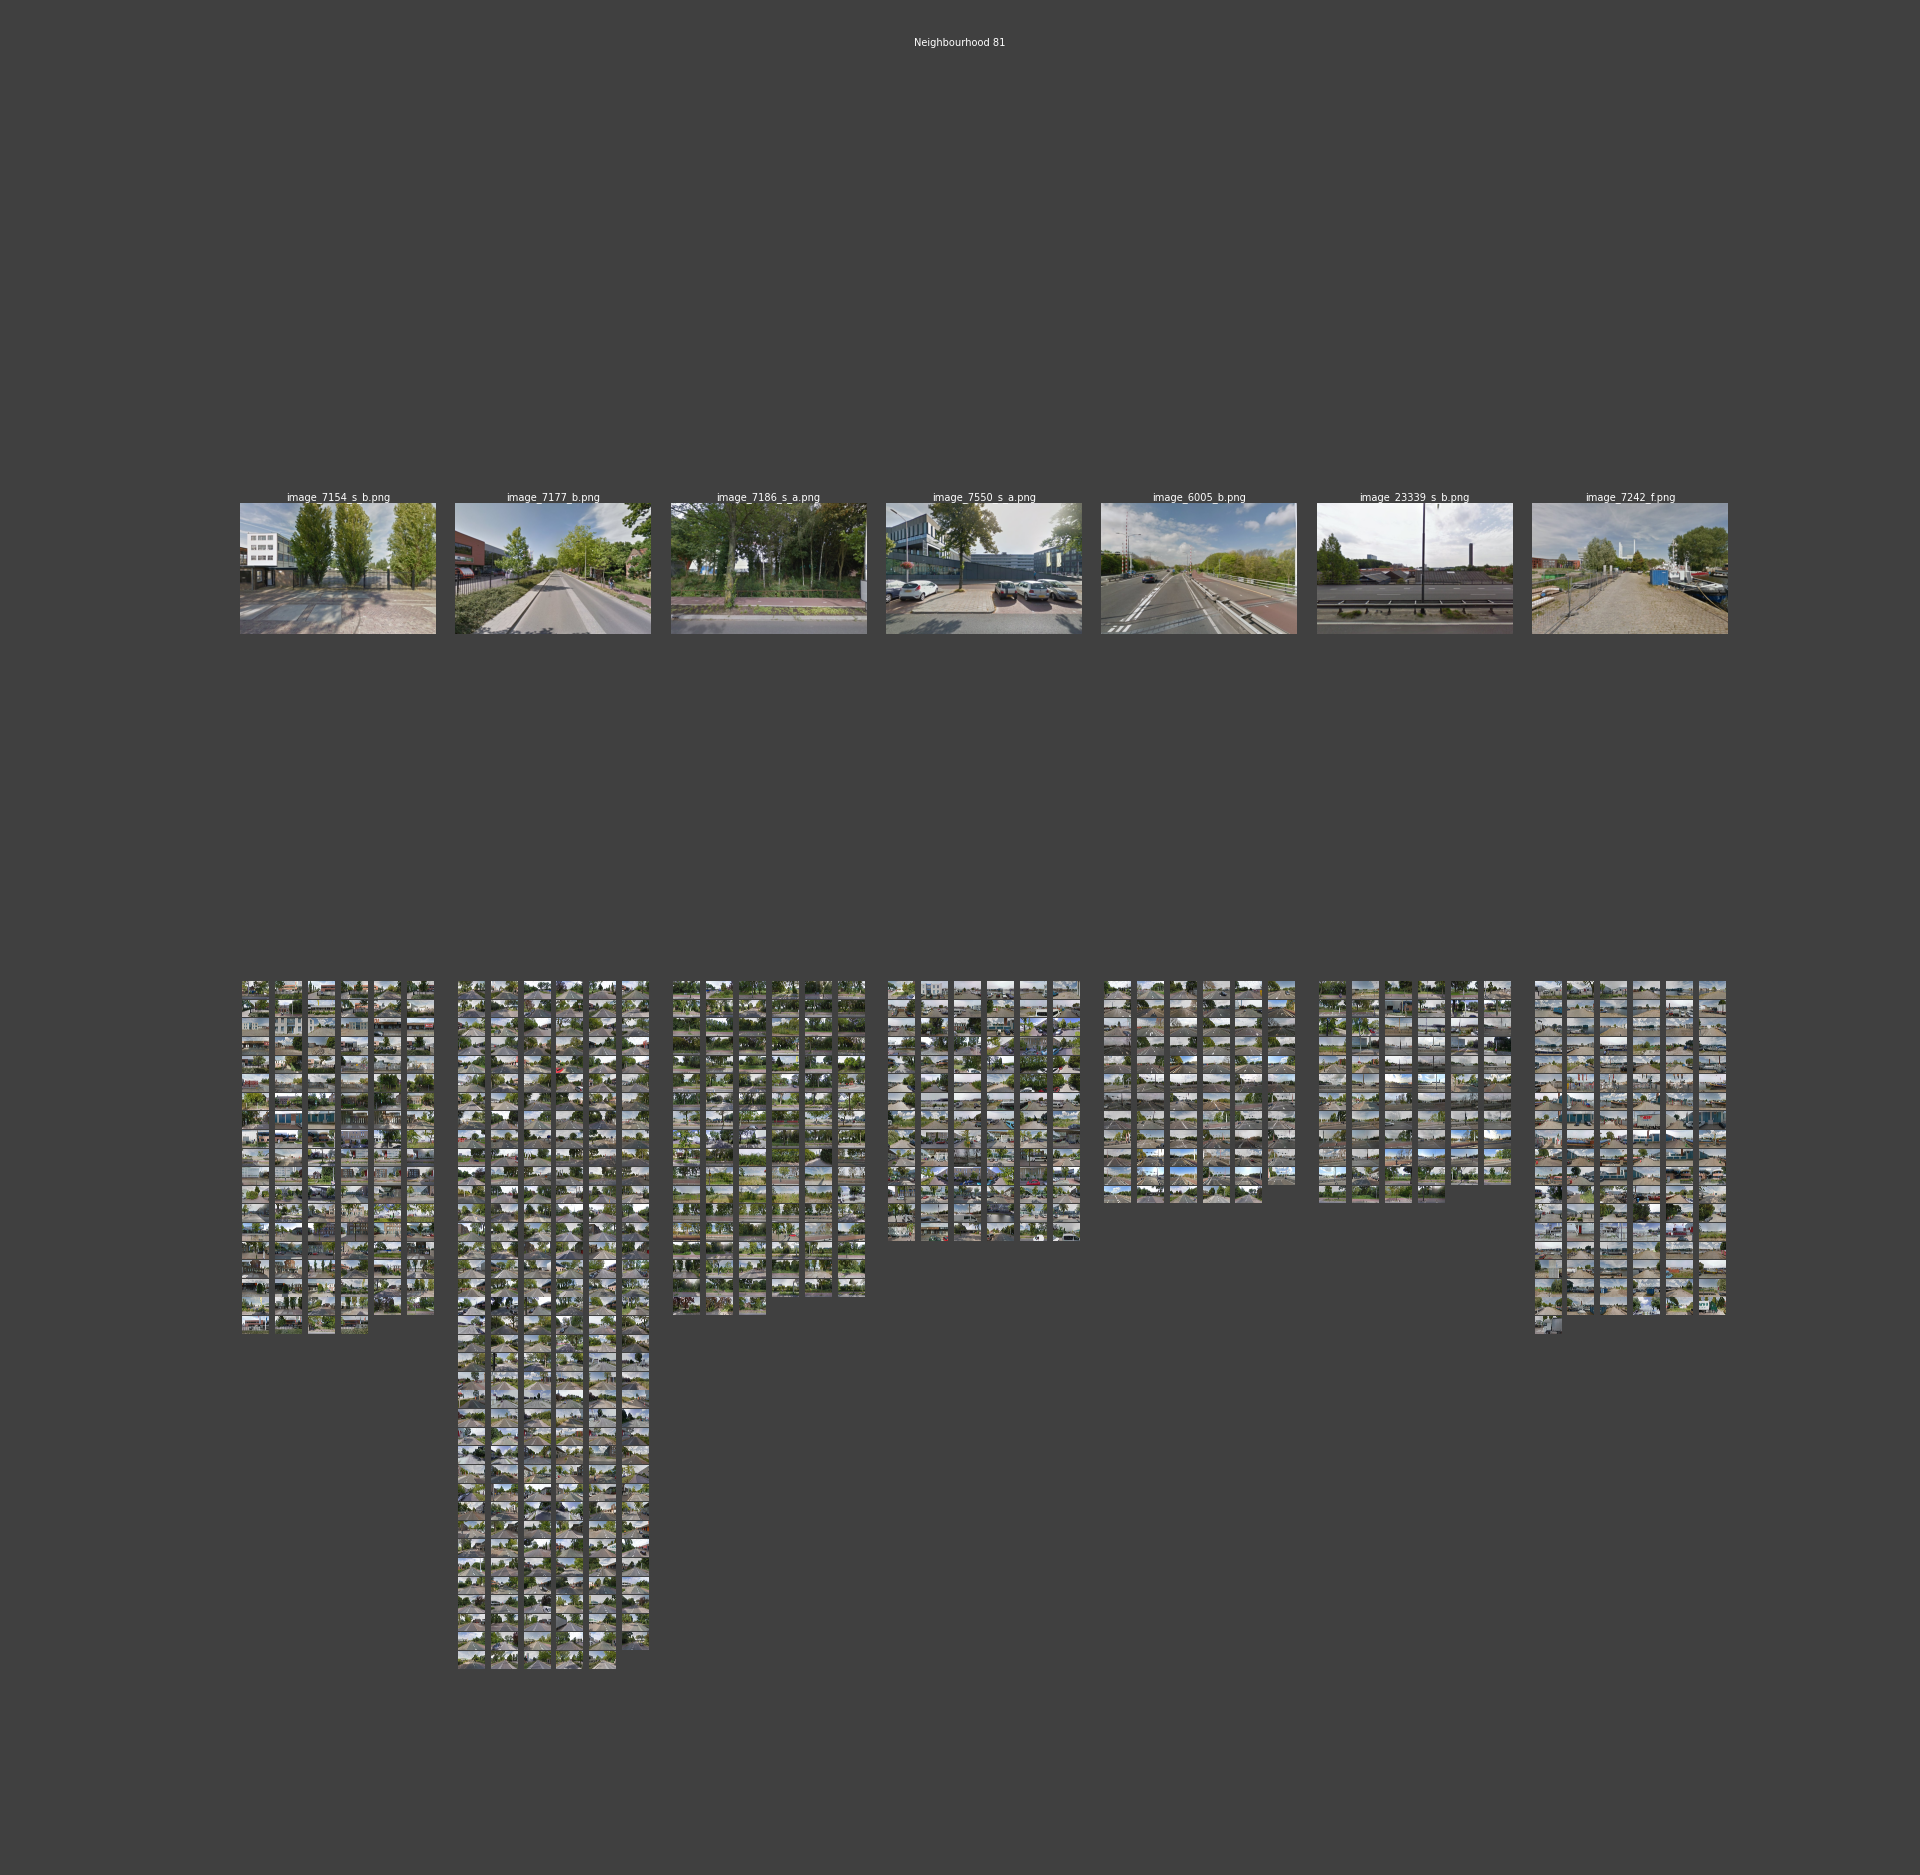 Neighbourhood 81
image_7154_s_b.png
image_7177_b.png
image_7186_s_a.png
image_7550_s_a.png
image_6005_b.png
image_23339_s_b.png
image_7242_f.png